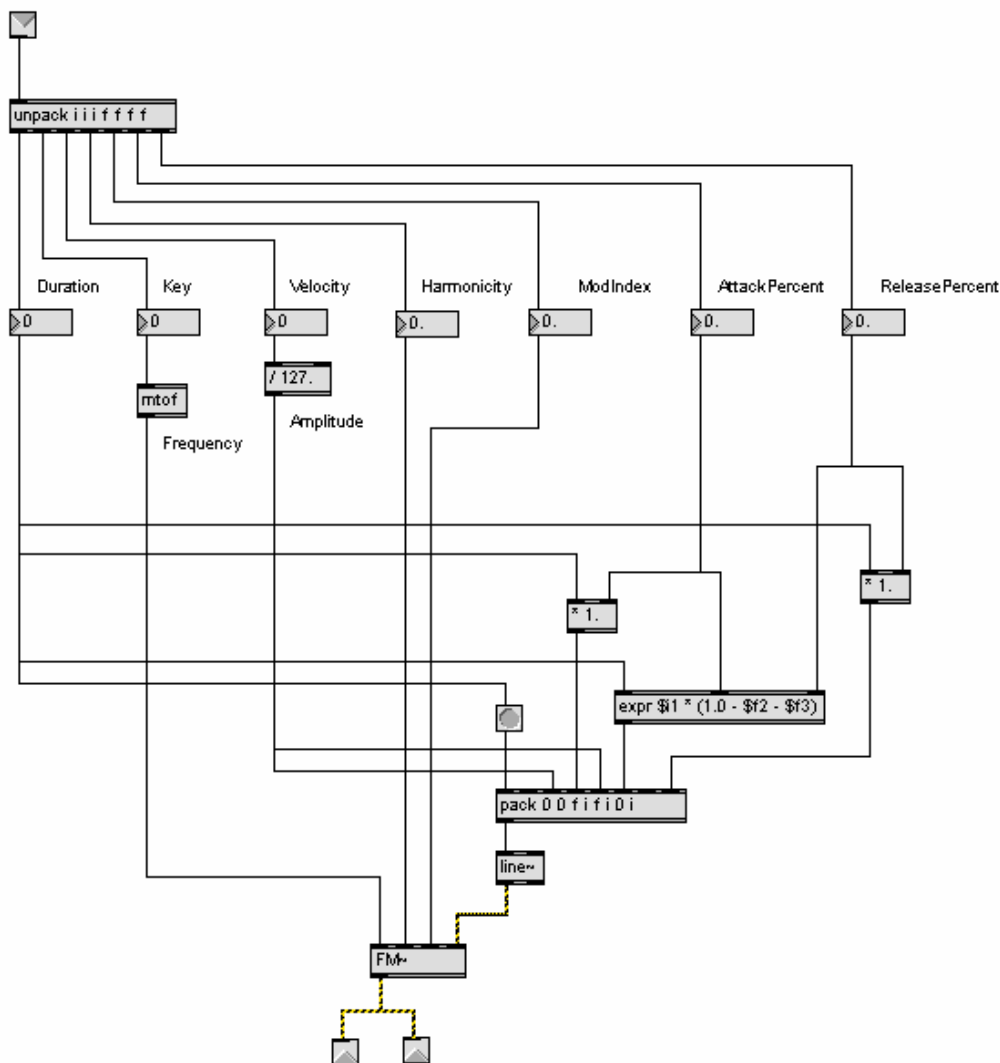 unpack i i i f f f f
Duration Key Velocity Harmonicity ModIndex AttackPercent ReleasePercent
0 0 0 0. 0. 0. 0.
/ 127.
mtof
Amplitude
Frequency
* 1.
* 1.
expr $i1 * (1.0 - $f2 - $f3)
pack 0 0 f i f i 0 i
line~
FM~